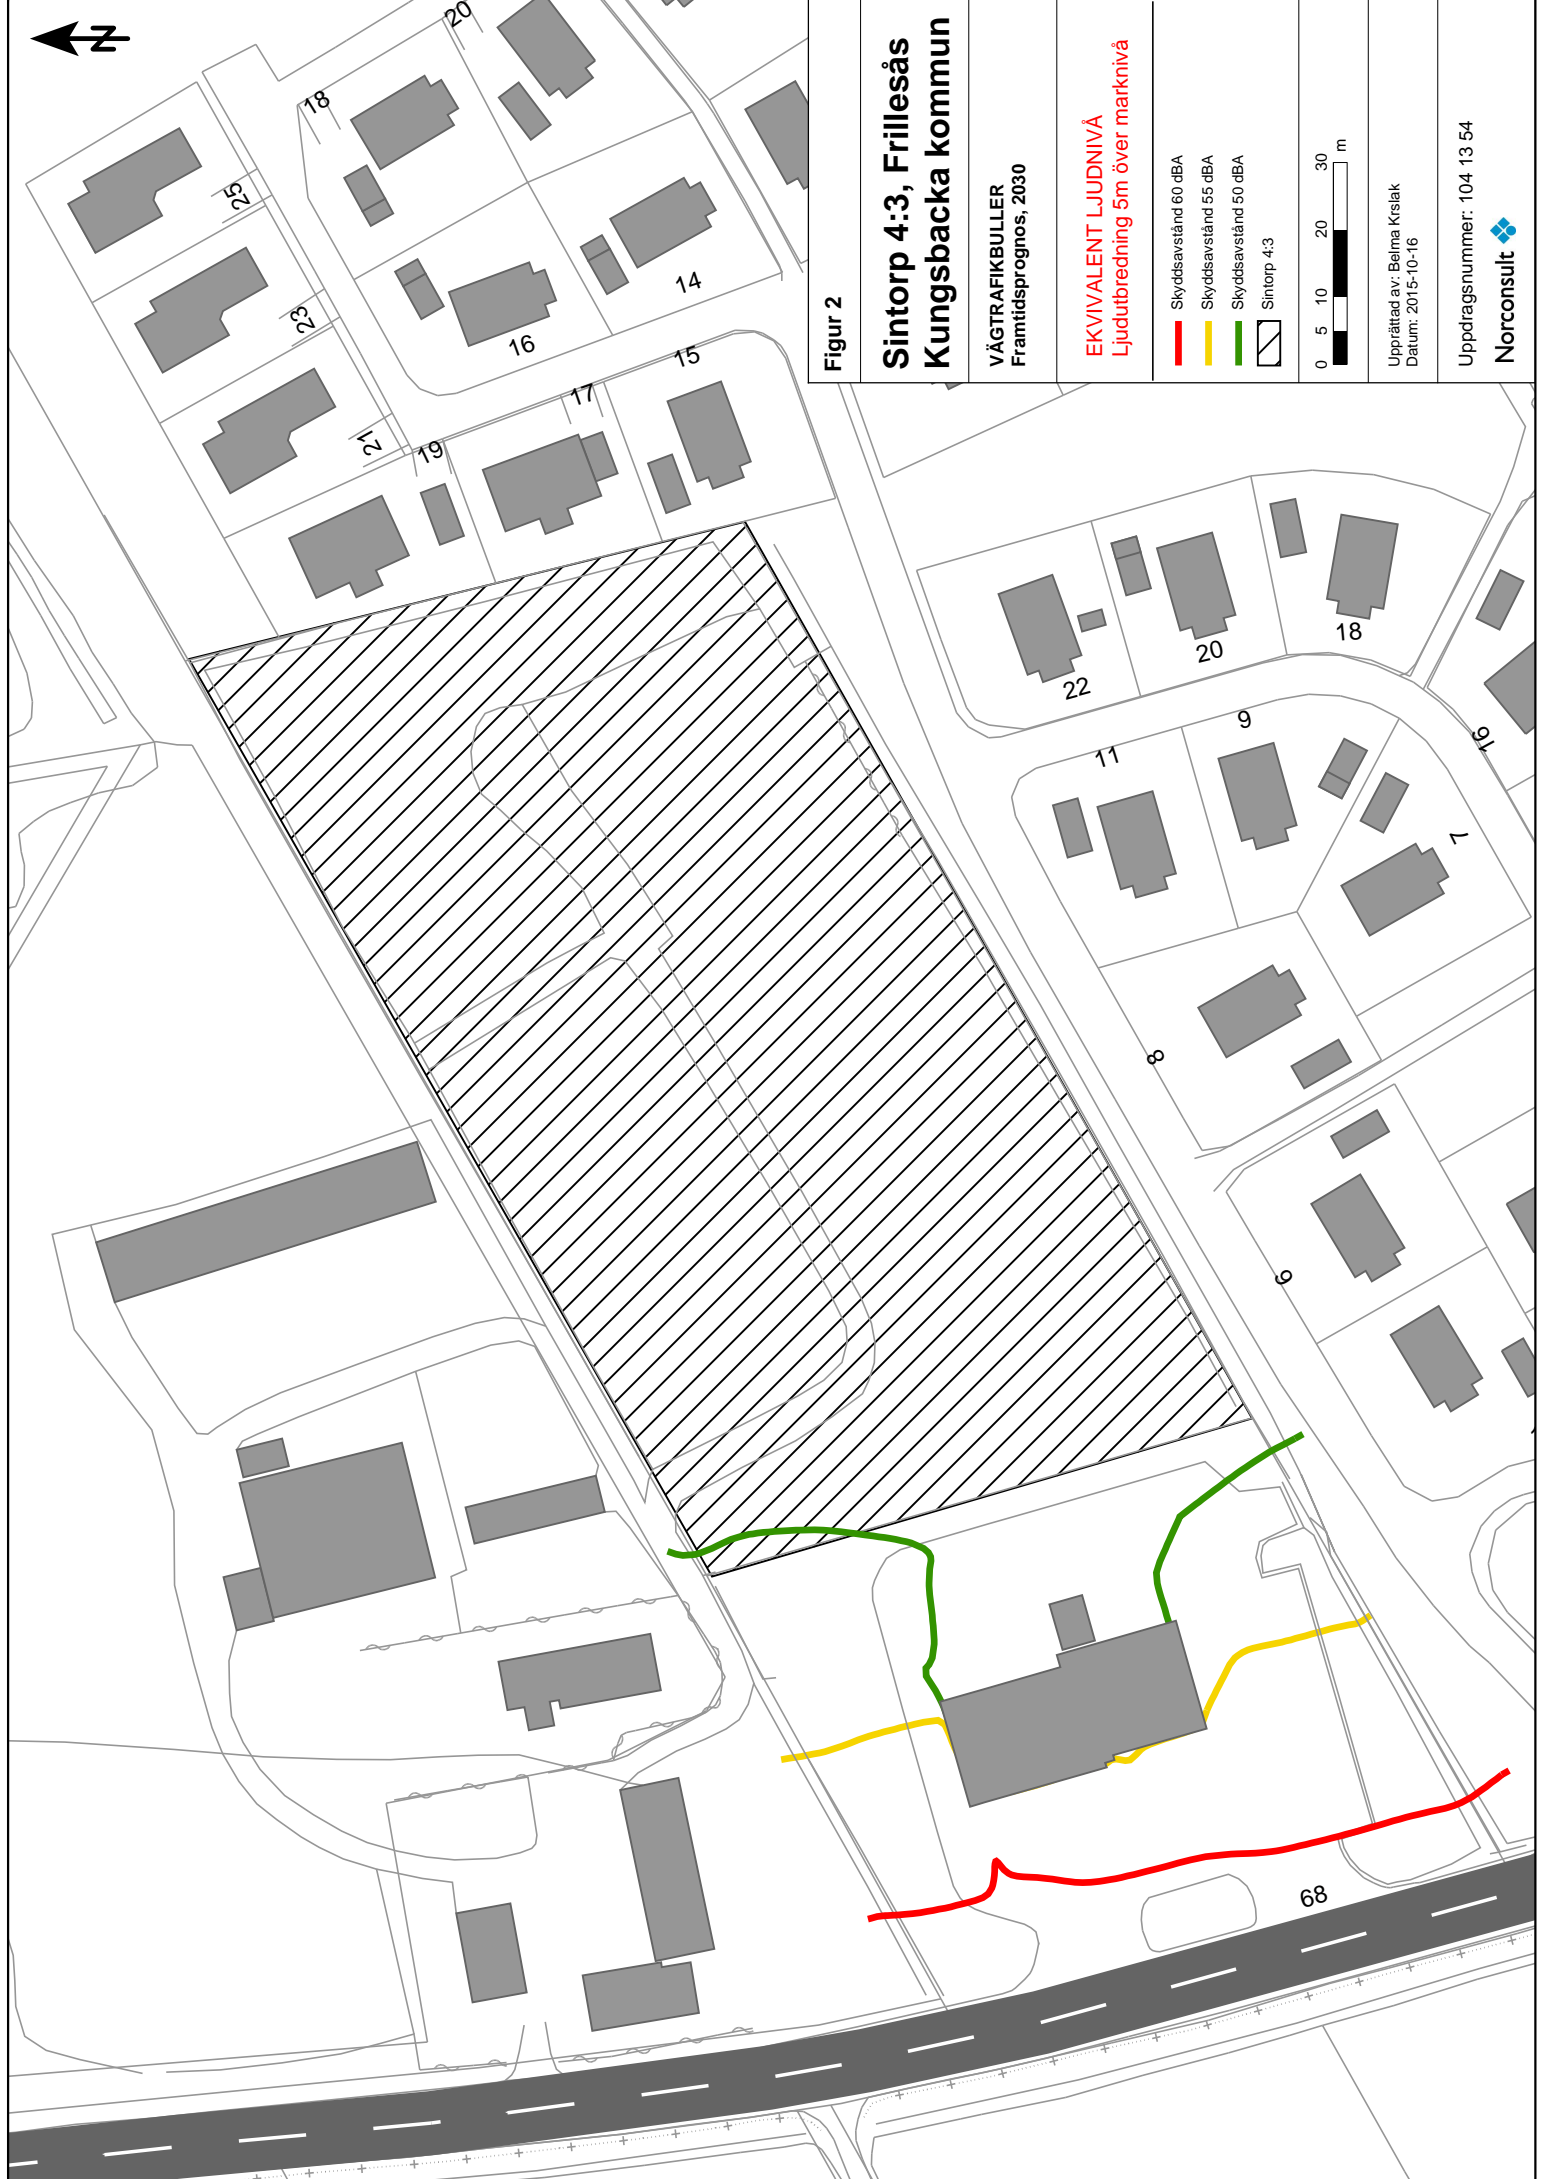 N
Figur 2
Sintorp 4:3, Frillesås
Kungsbacka kommun
VÄGTRAFIKBULLER
Framtidsprognos, 2030
EKVIVALENT LJUDNIVÅ
Ljudutbredning 5m över marknivå
Skyddsavstånd 60 dBA
Skyddsavstånd 55 dBA
Skyddsavstånd 50 dBA
Sintorp 4:3
0 5 10 20 30
m
Upprättad av: Belma Krslak
Datum: 2015-10-16
Uppdragsnummer: 104 13 54
Norconsult
20
18
25
23
21
19
17
16
15
14
22
20
18
16
11
9
7
8
6
68